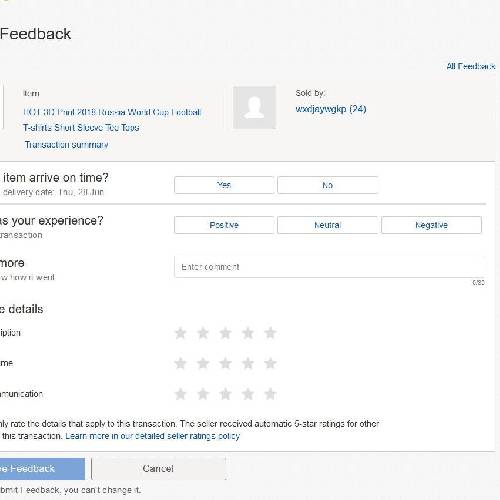 Feedback
All Feedback
Item
Sold by:
HOT 3D Print 2018 Russia World Cup Football
T-shirts Short Sleeve Tee Tops
wxdjaywgkp (24)
Transaction summary
item arrive on time?
Yes
No
delivery date: Thu, 28 Jun
as your experience?
Positive
Neutral
Negative
transaction
more
Enter comment
w how it went
0/80
e details
iption
me
munication
nly rate the details that apply to this transaction. The seller received automatic 5-star ratings for other
this transaction. Learn more in our detailed seller ratings policy
ve Feedback
Cancel
bmit Feedback, you can't change it.